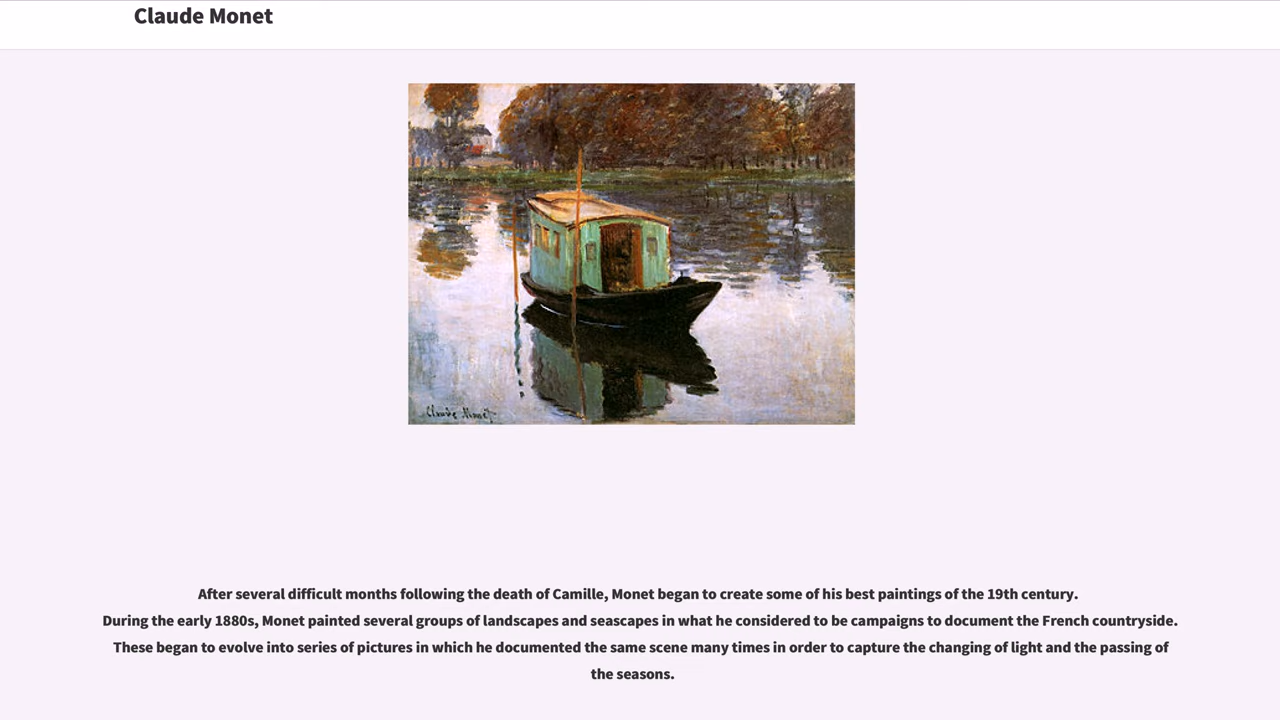 Claude Monet
Claude Monet
After several difficult months following the death of Camille, Monet began to create some of his best paintings of the 19th century.
During the early 1880s, Monet painted several groups of landscapes and seascapes in what he considered to be campaigns to document the French countryside.
These began to evolve into series of pictures in which he documented the same scene many times in order to capture the changing of light and the passing of
the seasons.